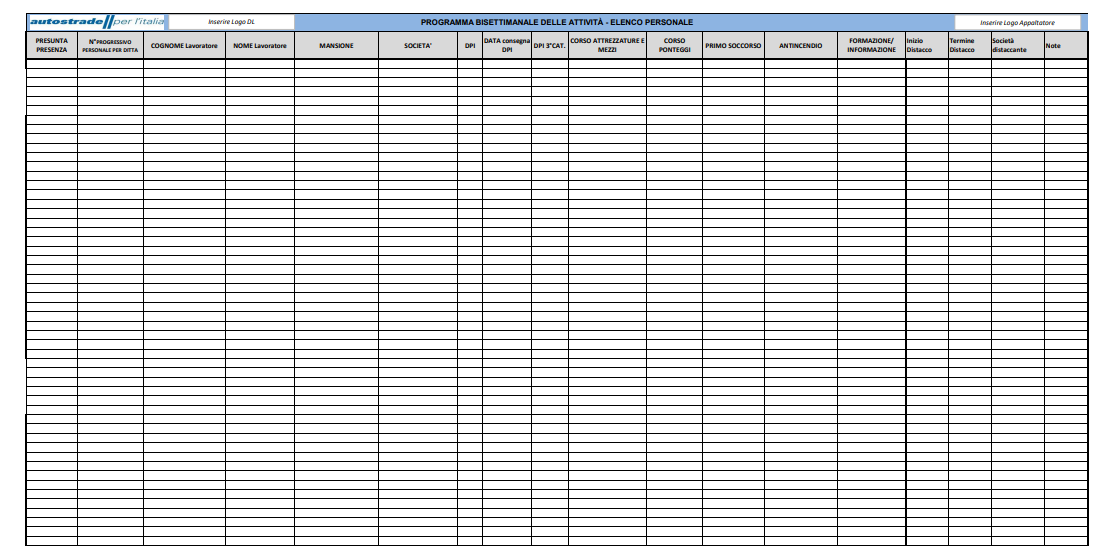 autostrade//per l'italia
Inserire Logo DL
PROGRAMMA BISETTIMANALE DELLE ATTIVITÀ - ELENCO PERSONALE
Inserire Logo Appaltatore
PRESUNTA
PRESENZA
N°PROGRESSIVO
PERSONALE PER DITTA
COGNOME Lavoratore
NOME Lavoratore
MANSIONE
SOCIETA'
DPI
DATA consegna
DPI
DPI 3°CAT.
CORSO ATTREZZATURE E
MEZZI
CORSO
PONTEGGI
PRIMO SOCCORSO
ANTINCENDIO
FORMAZIONE/
INFORMAZIONE
Inizio
Distacco
Termine
Distacco
Società
distaccante
Note